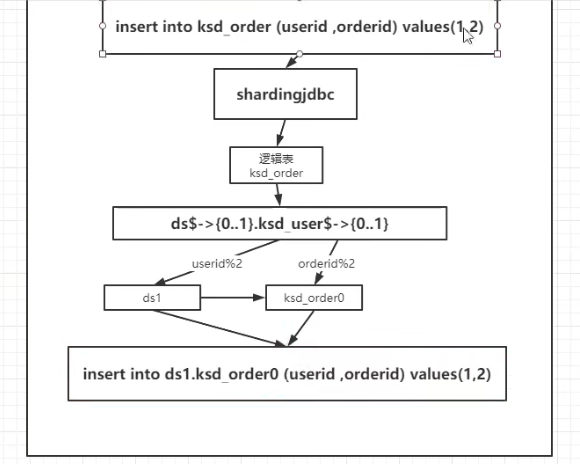 insert into ksd_order (userid ,orderid) values(1,2)
shardingjdbc
逻辑表
ksd_order
ds$->{0..1}.ksd_user$->{0..1}
userid%2
orderid%2
ds1
ksd_order0
insert into ds1.ksd_order0 (userid ,orderid) values(1,2)